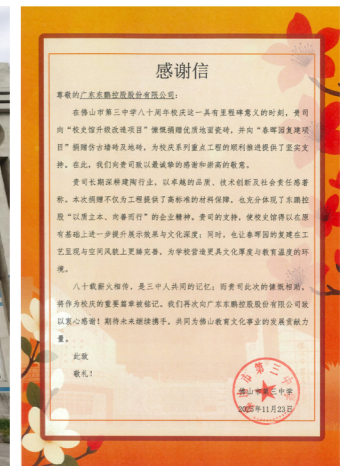 感谢信
尊敬的广东东鹏控股股份有限公司：
在佛山市第三中学八十周年校庆这一具有里程碑意义的时刻，贵司
向“校史馆升级改造项目”慷慨捐赠优质地面瓷砖，并向“春晖园复建项
目”捐赠仿古墙砖及地砖，为校庆系列重点工程的顺利推进提供了坚实支
持。在此，我们向贵司致以最诚挚的感谢和崇高的敬意。
贵司长期深耕建陶行业，以卓越的品质、技术创新及社会责任感著
称。本次捐赠不仅为工程提供了高标准的材料保障，也充分体现了东鹏控
股“以质立本、向善而行”的企业精神。贵司的支持，使校史馆得以在原
有基础上进一步提升展示效果与文化深度；同时，也让春晖园的复建在工
艺呈现与空间风貌上更臻完善，为学校营造更具文化厚度与教育温度的环
境。
八十载薪火相传，是三中人共同的记忆；而贵司此次的慷慨相助，
将作为校庆的重要篇章被铭记。我们再次向广东东鹏控股股份有限公司致
以衷心感谢！期待未来继续携手，共同为佛山教育文化事业的发展贡献力
量。
此致
敬礼！
佛山市第三中学
2025年11月23日